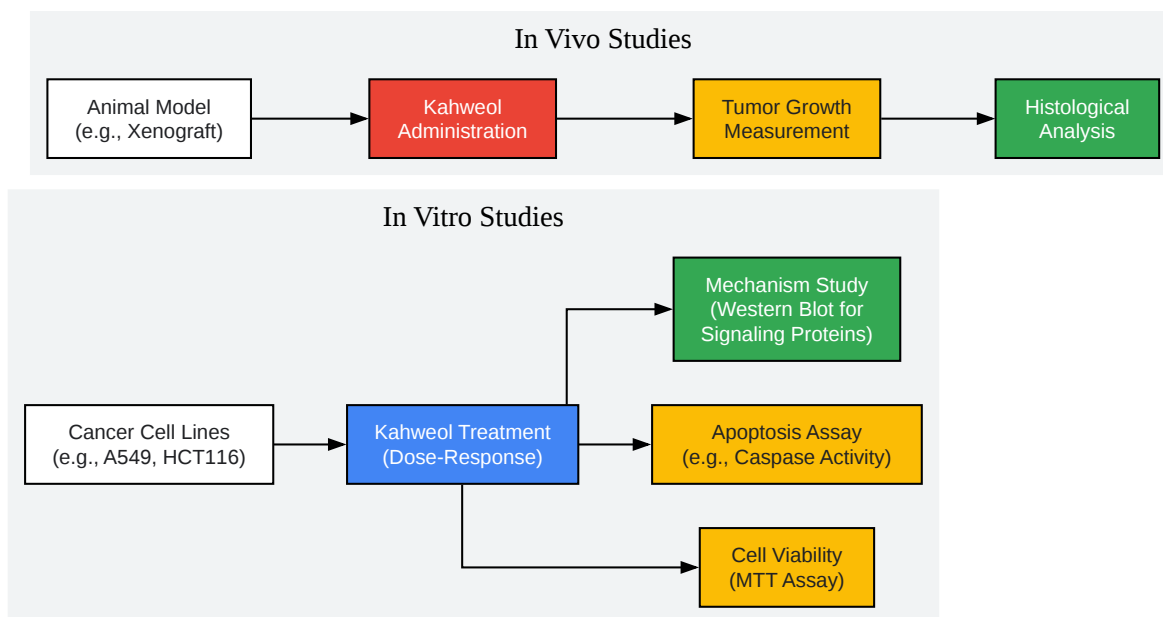 In Vivo Studies
Animal Model
(e.g., Xenograft)
Kahweol
Administration
Tumor Growth
Measurement
Histological
Analysis
In Vitro Studies
Mechanism Study
(Western Blot for
Signaling Proteins)
Cancer Cell Lines
(e.g., A549, HCT116)
Kahweol Treatment
(Dose-Response)
Apoptosis Assay
(e.g., Caspase Activity)
Cell Viability
(MTT Assay)